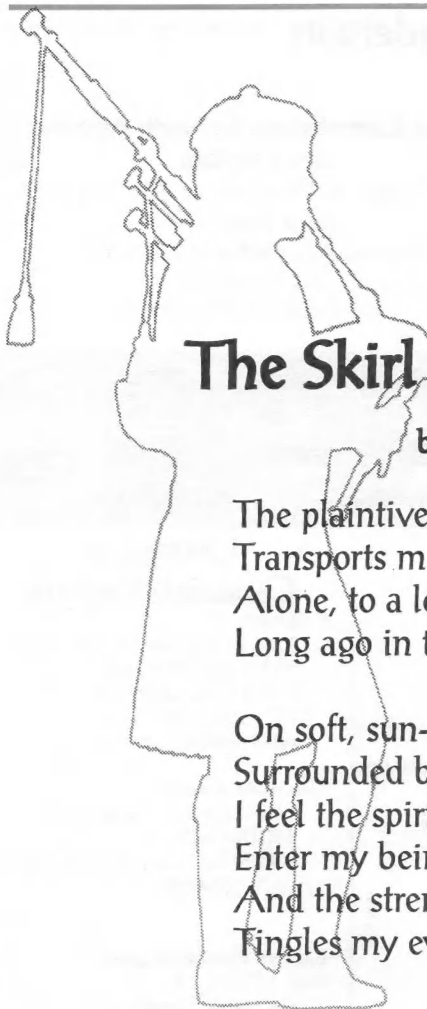 The Skirl
b
The plaintive
Transports m
Alone, to a l
Long ago in t
On soft, sun-
Surrounded b
I feel the spir
Enter my bein
And the stren
Tingles my ev